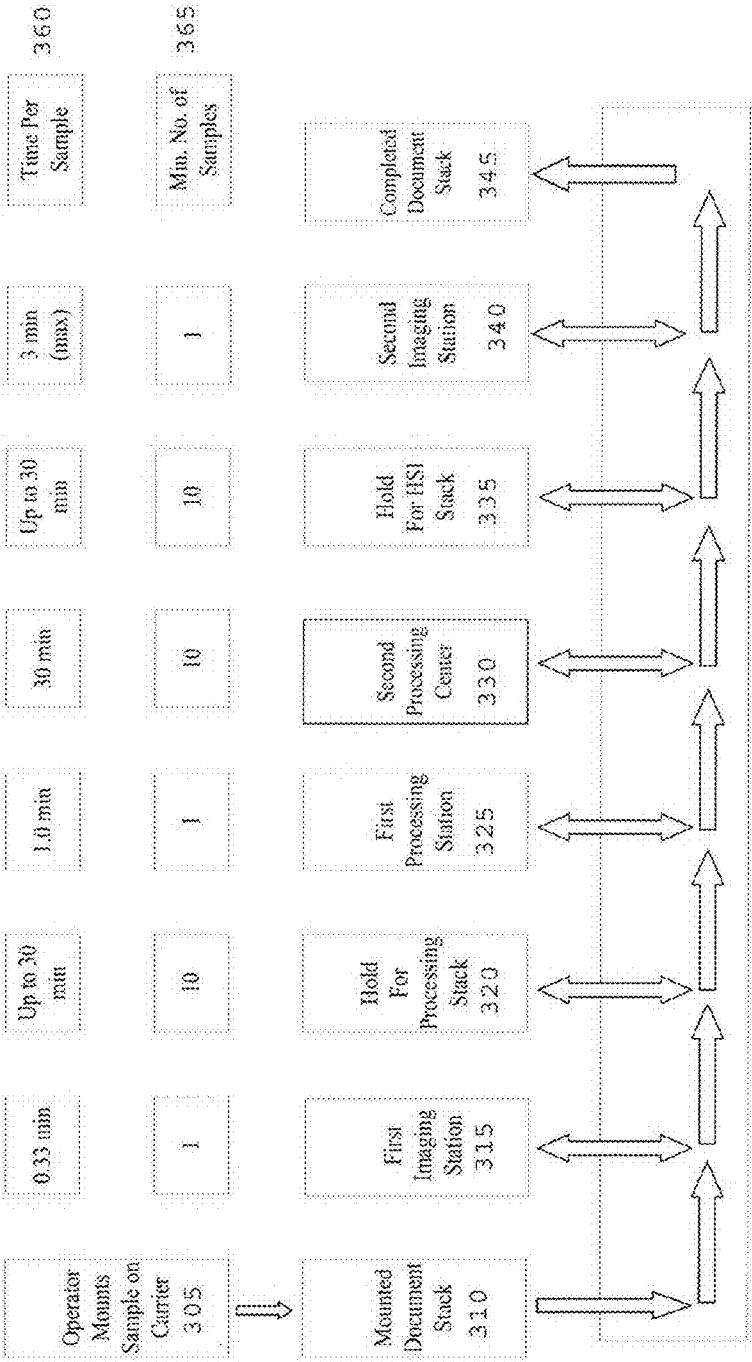 Operator
Mounts
Sample on
Carrier
305
0.33 min
Up to 30
min
1.0 min
30 min
Up to 30
min
3 min
(max)
Time Per
Sample
360
1
10
1
10
10
1
Min. No. of
Samples
365
Mounted
Document
Stack
310
First
Imaging
Station
315
Hold
For
Processing
Stack
320
First
Processing
Station
325
Second
Processing
Center
330
Hold
For HSI
Stack
335
Second
Imaging
Station
340
Completed
Document
Stack
345